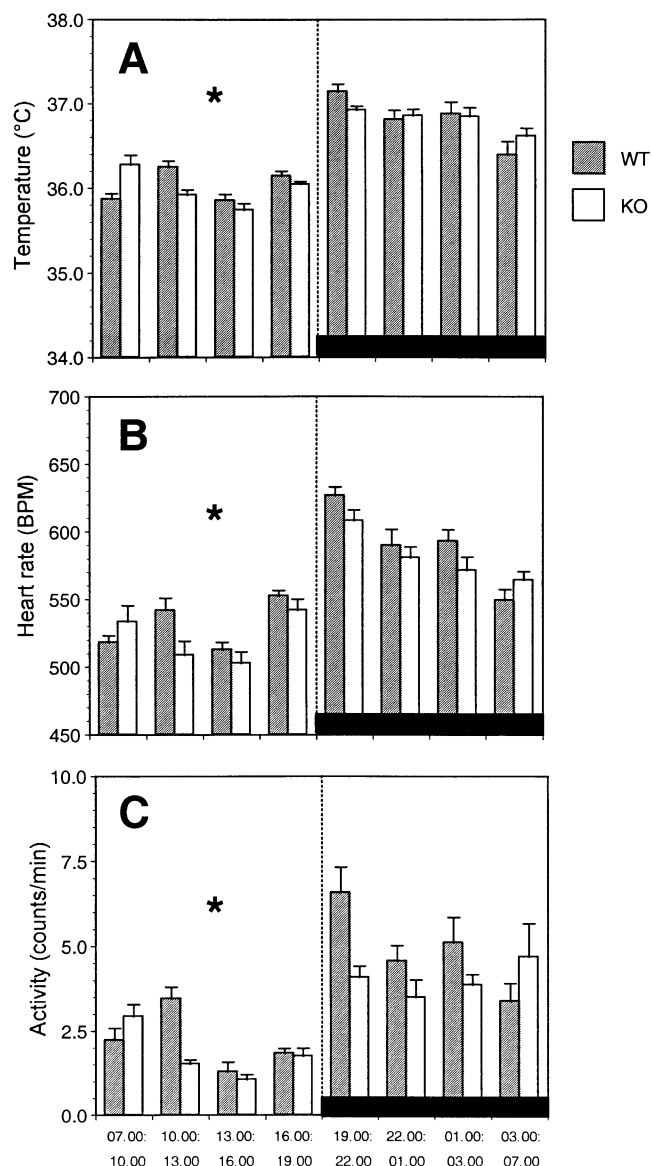 38.0
A
*
37.0
Temperature (°C)
WT
36.0
KO
35.0
34.0
700
B
650
*
600
Heart rate (BPM)
550
500
450
10.0
C
7.5
*
Activity (counts/min)
5.0
2.5
0.0
07.00: 10.00: 13.00: 16.00: 19.00: 22.00: 01.00: 03.00:
10.00 13.00 16.00 19.00 22.00 01.00 03.00 07.00